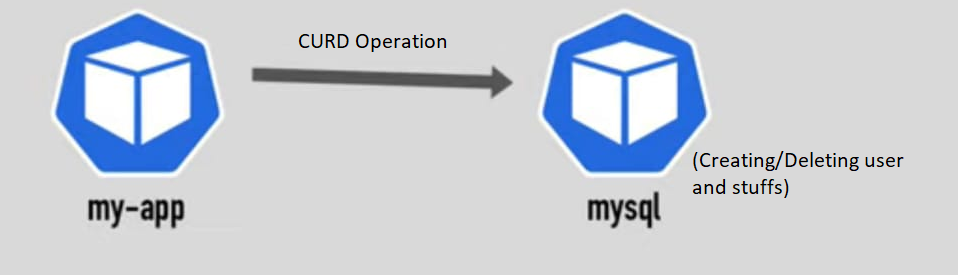 CURD Operation
(Creating/Deleting user
and stuffs)
my-app
mysql